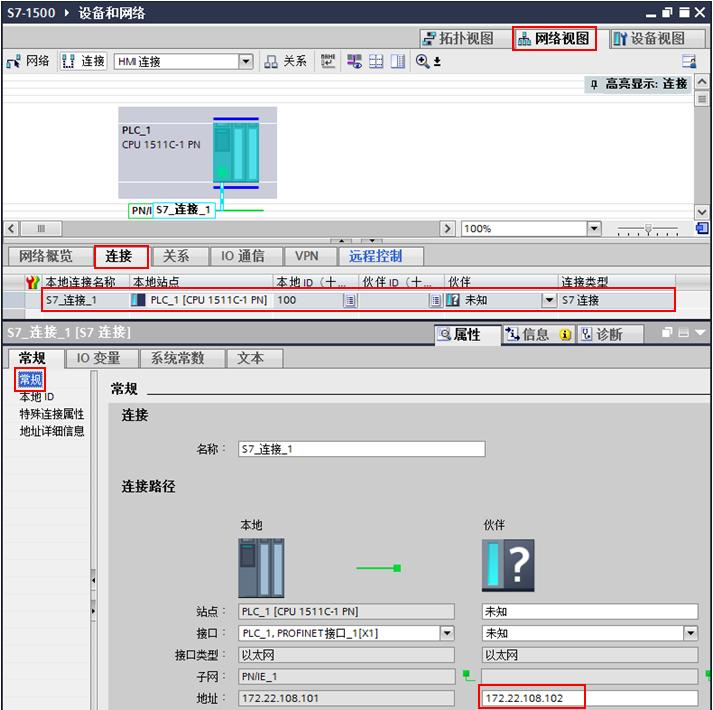 S7-1500 ▸ 设备和网络
拓扑视图 网络视图 设备视图
网络 连接 HMI 连接 关系
高亮显示: 连接
PLC_1
CPU 1511C-1 PN
PN/I S7_连接_1
100%
网络概览 连接 关系 IO 通信 VPN 远程控制
本地连接名称 本地站点 本地 ID（十... 伙伴 ID（十... 伙伴 连接类型
S7_连接_1 PLC_1 [CPU 1511C-1 PN] 100 未知 S7 连接
S7_连接_1 [S7 连接] 属性 信息 诊断
常规 IO 变量 系统常数 文本
常规
本地 ID
特殊连接属性
地址详细信息
常规
连接
名称： S7_连接_1
连接路径
本地 伙伴
站点： PLC_1 [CPU 1511C-1 PN] 未知
接口： PLC_1, PROFINET接口_1[X1] 未知
接口类型： 以太网 以太网
子网： PN/IE_1
地址： 172.22.108.101 172.22.108.102